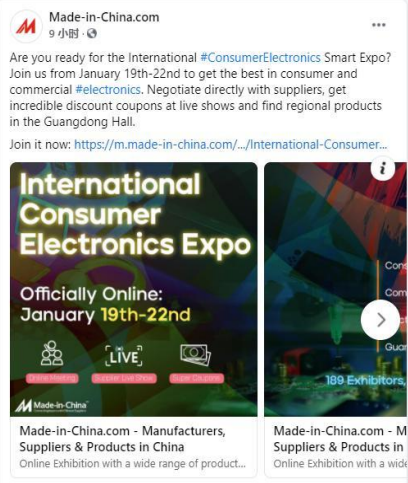 Made-in-China.com
9 小时 ·
Are you ready for the International #ConsumerElectronics Smart Expo?
Join us from January 19th-22nd to get the best in consumer and
commercial #electronics. Negotiate directly with suppliers, get
incredible discount coupons at live shows and find regional products
in the Guangdong Hall.
Join it now: https://m.made-in-china.com/.../International-Consumer...
International
Consumer
Electronics Expo
Officially Online:
January 19th-22nd
LIVE
Online Meeting
Supplier Live Show
Super Coupons
Made-in-China
Cons
Com
Guar
189 Exhibitors,
Made-in-China.com - Manufacturers,
Suppliers & Products in China
Online Exhibition with a wide range of product...
Made-in-China.com - M
Suppliers & Products in
Online Exhibition with a wide